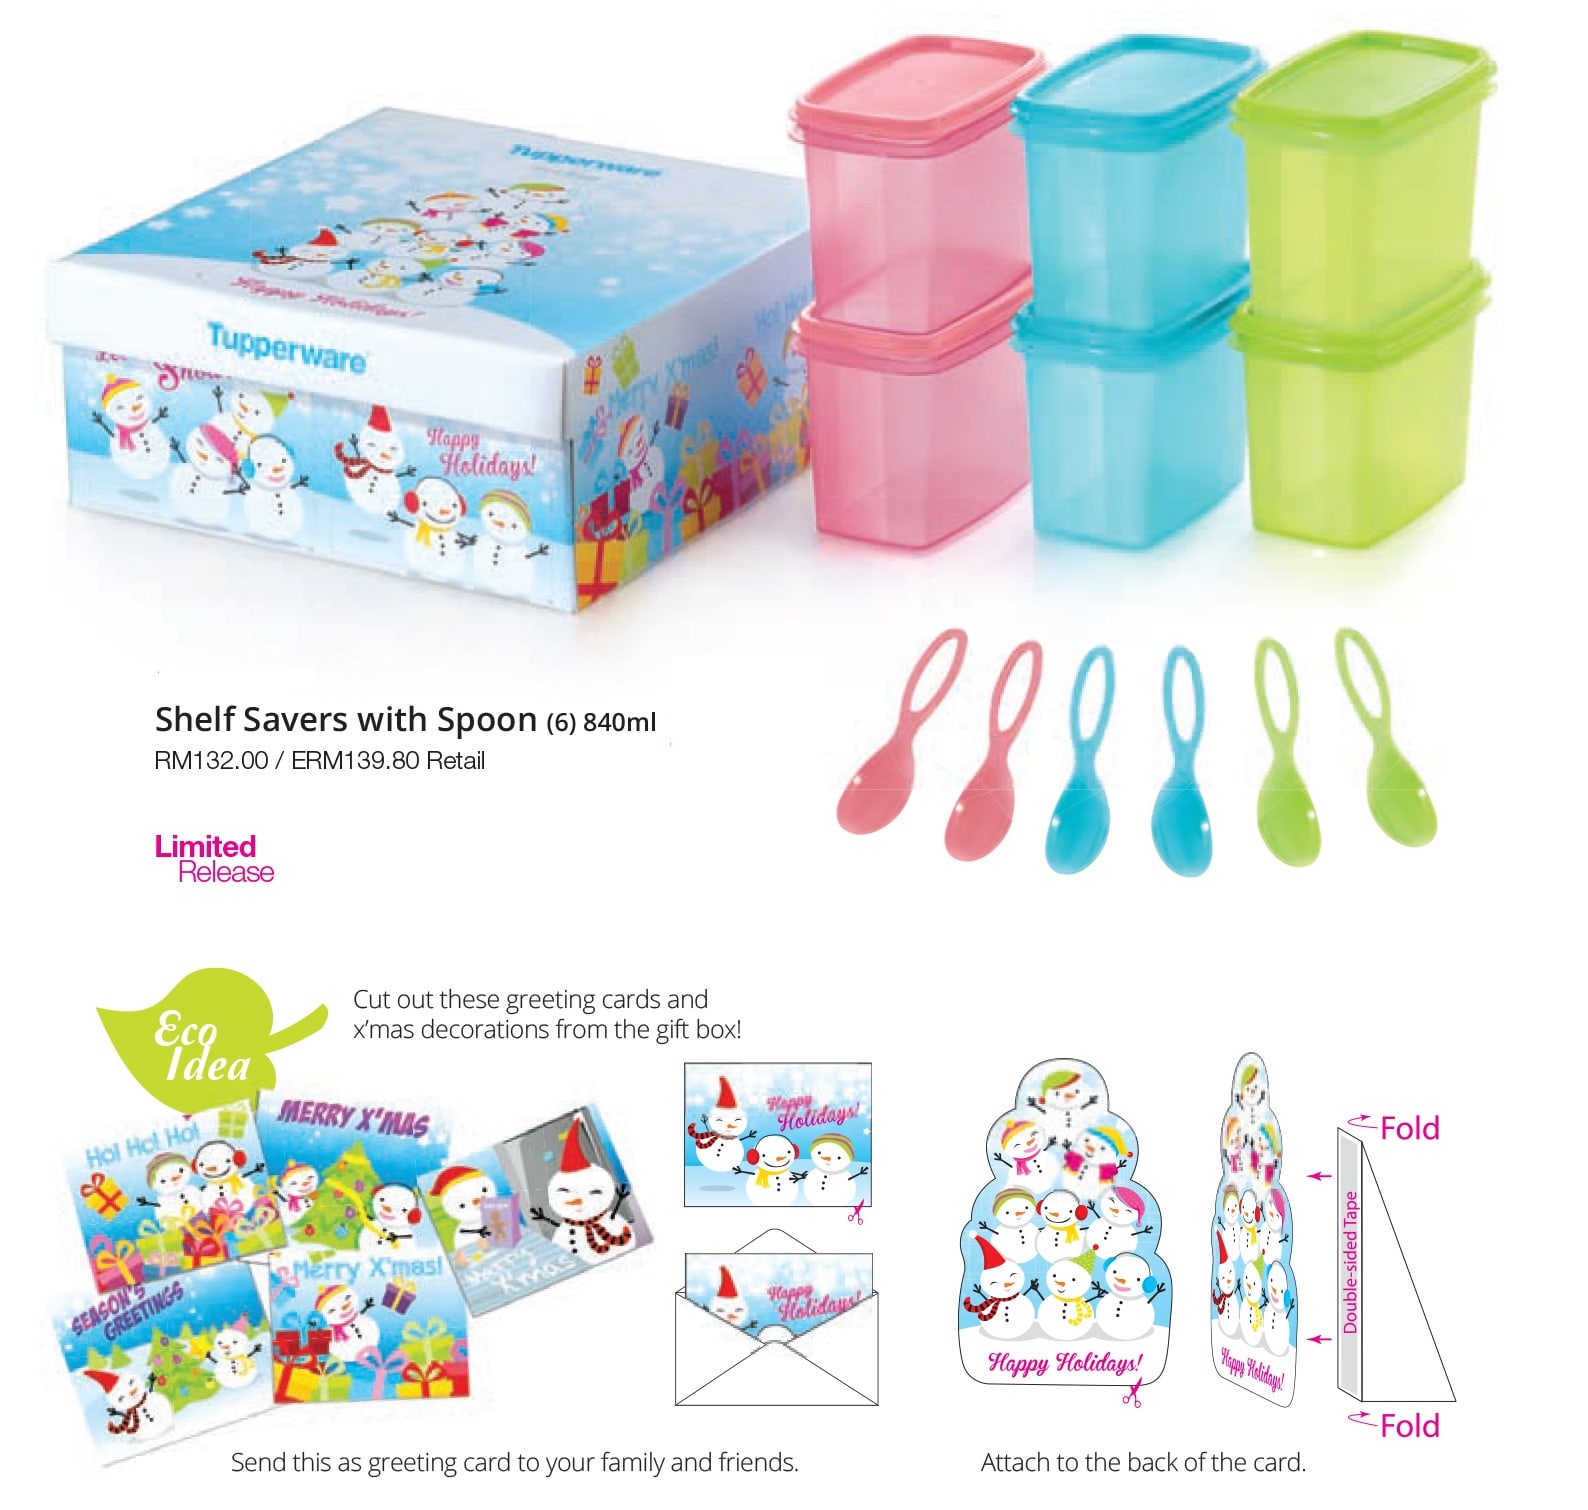 Tupperware
Happy Holidays!
Tupperware
Merry X'mas!
Ho! Ho!
Happy
Holidays!
Shelf Savers with Spoon (6) 840ml
RM132.00 / ERM139.80 Retail
Limited
Release
Eco
Idea
Cut out these greeting cards and
x'mas decorations from the gift box!
Ho! Ho! Ho!
MERRY X'MAS
Merry X'mas!
SEASON'S
GREETINGS
Happy
Holidays!
Happy
Holidays!
Happy Holidays!
Happy Holidays!
Fold
Double-sided Tape
Fold
Send this as greeting card to your family and friends.
Attach to the back of the card.